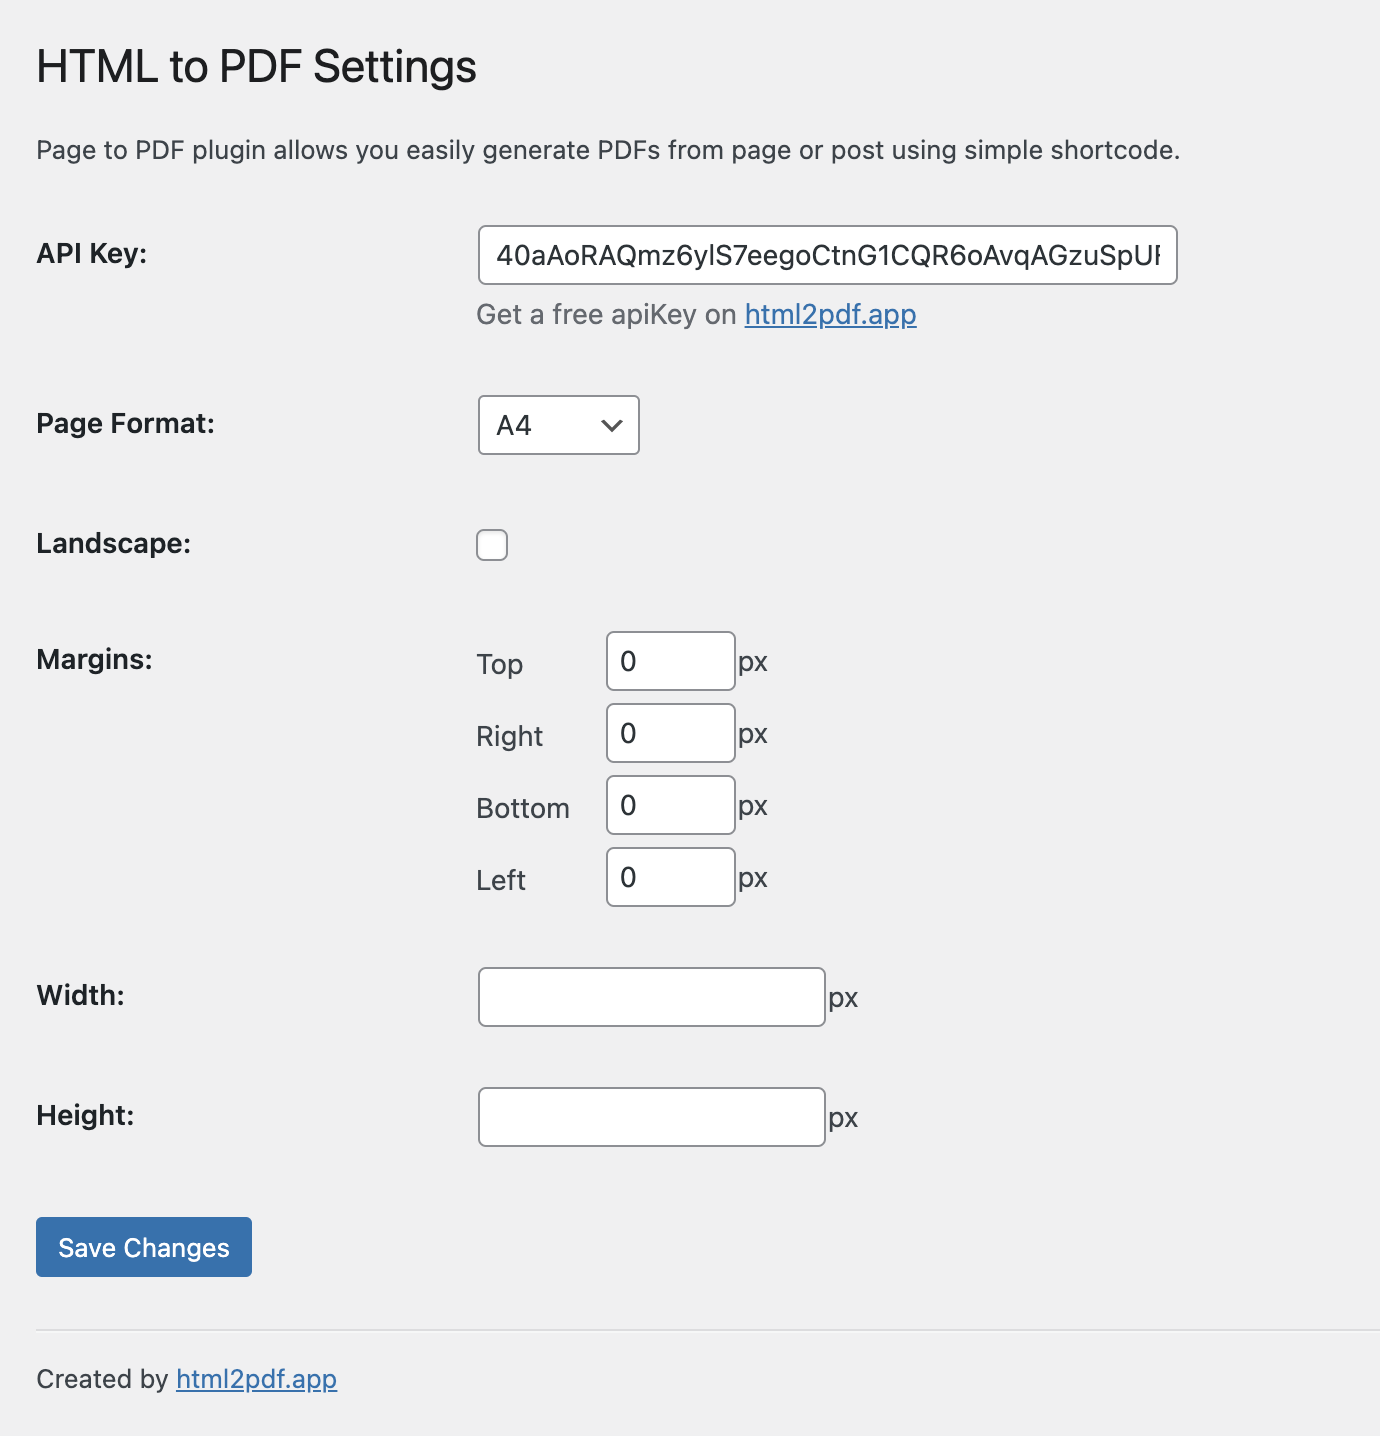 HTML to PDF Settings
Page to PDF plugin allows you easily generate PDFs from page or post using simple shortcode.
API Key:
Get a free apiKey on html2pdf.app
Page Format:
A4
Landscape:
Margins:
Top 0 px
Right 0 px
Bottom 0 px
Left 0 px
Width:
px
Height:
px
Save Changes
Created by html2pdf.app